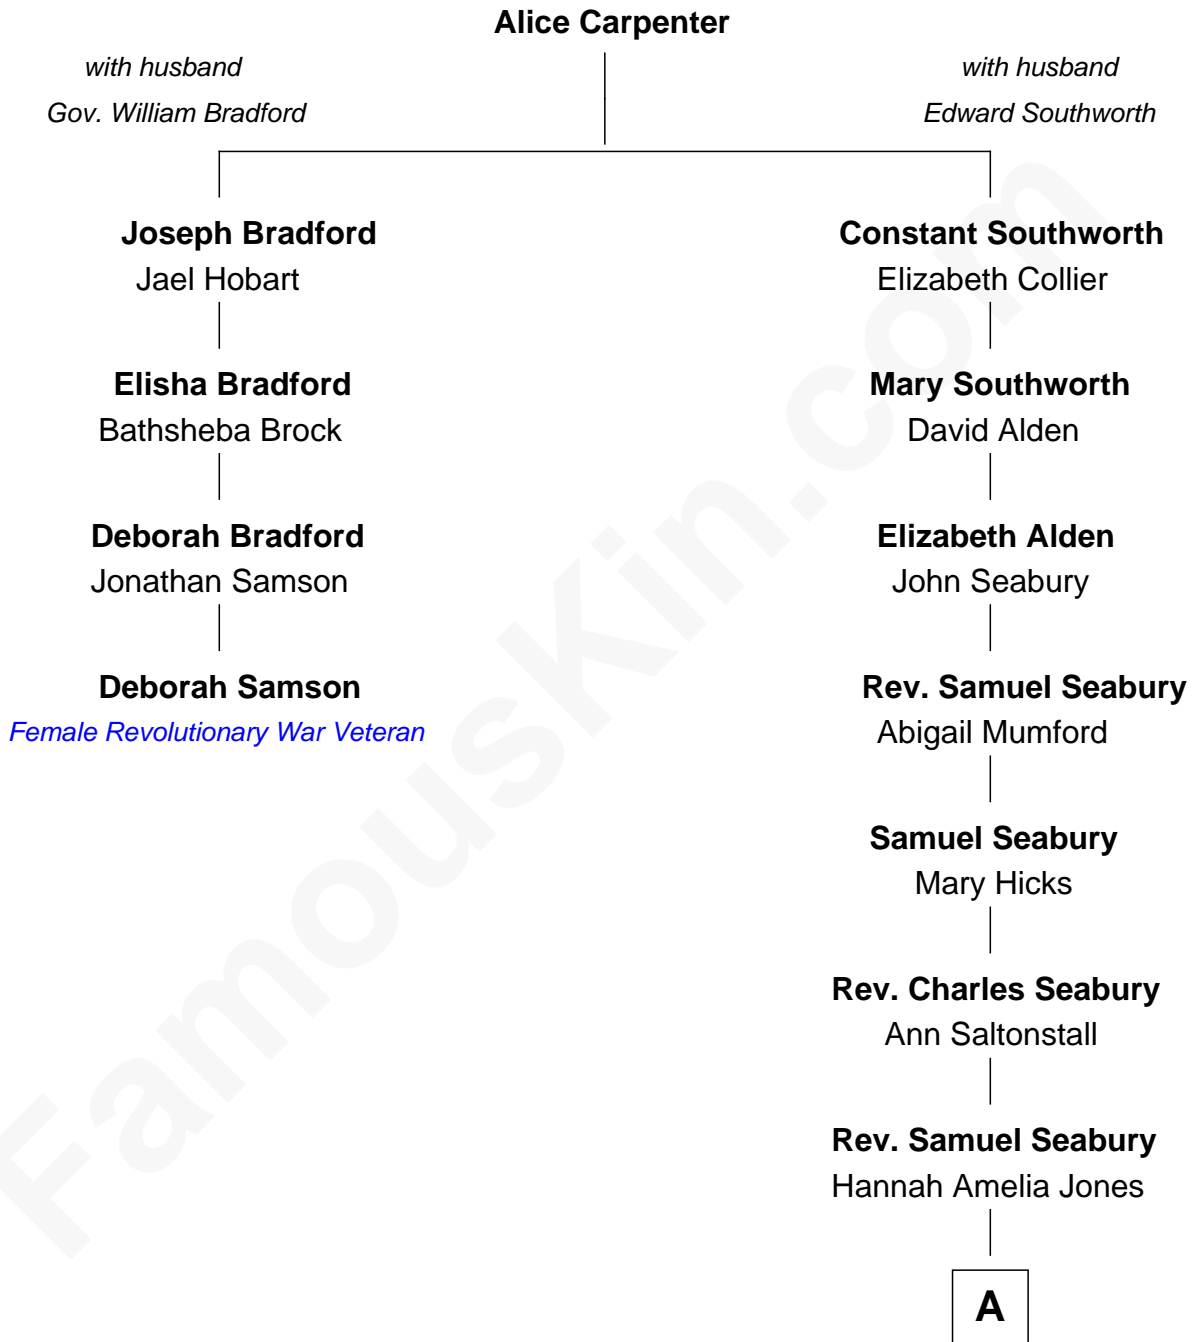 Alice Carpenter
with husband
Gov. William Bradford
with husband
Edward Southworth
Joseph Bradford
Jael Hobart
Constant Southworth
Elizabeth Collier
Elisha Bradford
Bathsheba Brock
Mary Southworth
David Alden
Deborah Bradford
Jonathan Samson
Elizabeth Alden
John Seabury
Deborah Samson
Female Revolutionary War Veteran
Rev. Samuel Seabury
Abigail Mumford
Samuel Seabury
Mary Hicks
Rev. Charles Seabury
Ann Saltonstall
Rev. Samuel Seabury
Hannah Amelia Jones
A
FamousKin.com